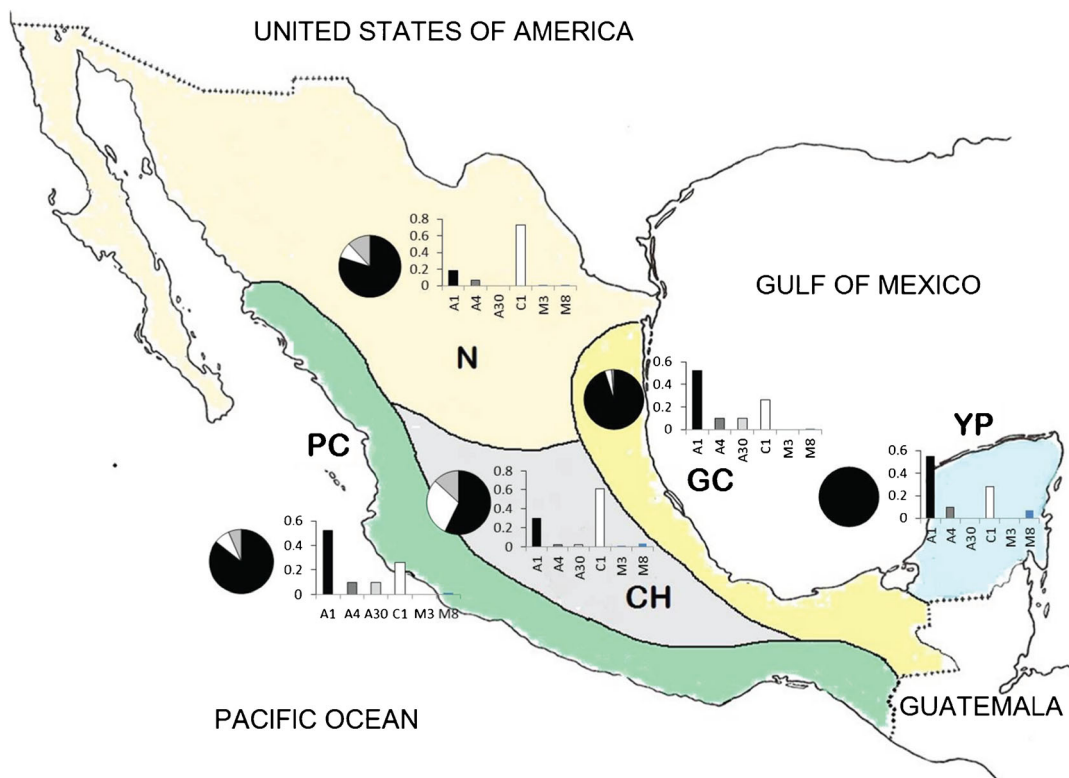 UNITED STATES OF AMERICA
0.8
0.6
0.4
0.2
0
A1 A4 A30 C1 M3 M8
GULF OF MEXICO
N
0.6
0.4
0.2
0
A1 A4 A30 C1 M3 M8
GC
YP
0.6
0.4
0.2
0
A1 A4 A30 C1 M3 M8
PC
0.8
0.6
0.4
0.2
0
A1 A4 A30 C1 M3 M8
CH
0.6
0.4
0.2
0
A1 A4 A30 C1 M3 M8
PACIFIC OCEAN
GUATEMALA